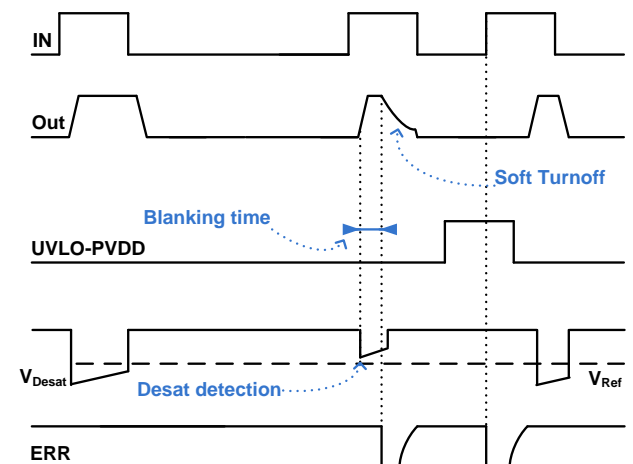 IN
Out
Soft Turnoff
Blanking time
UVLO-PVDD
VDesat
VRef
Desat detection
ERR